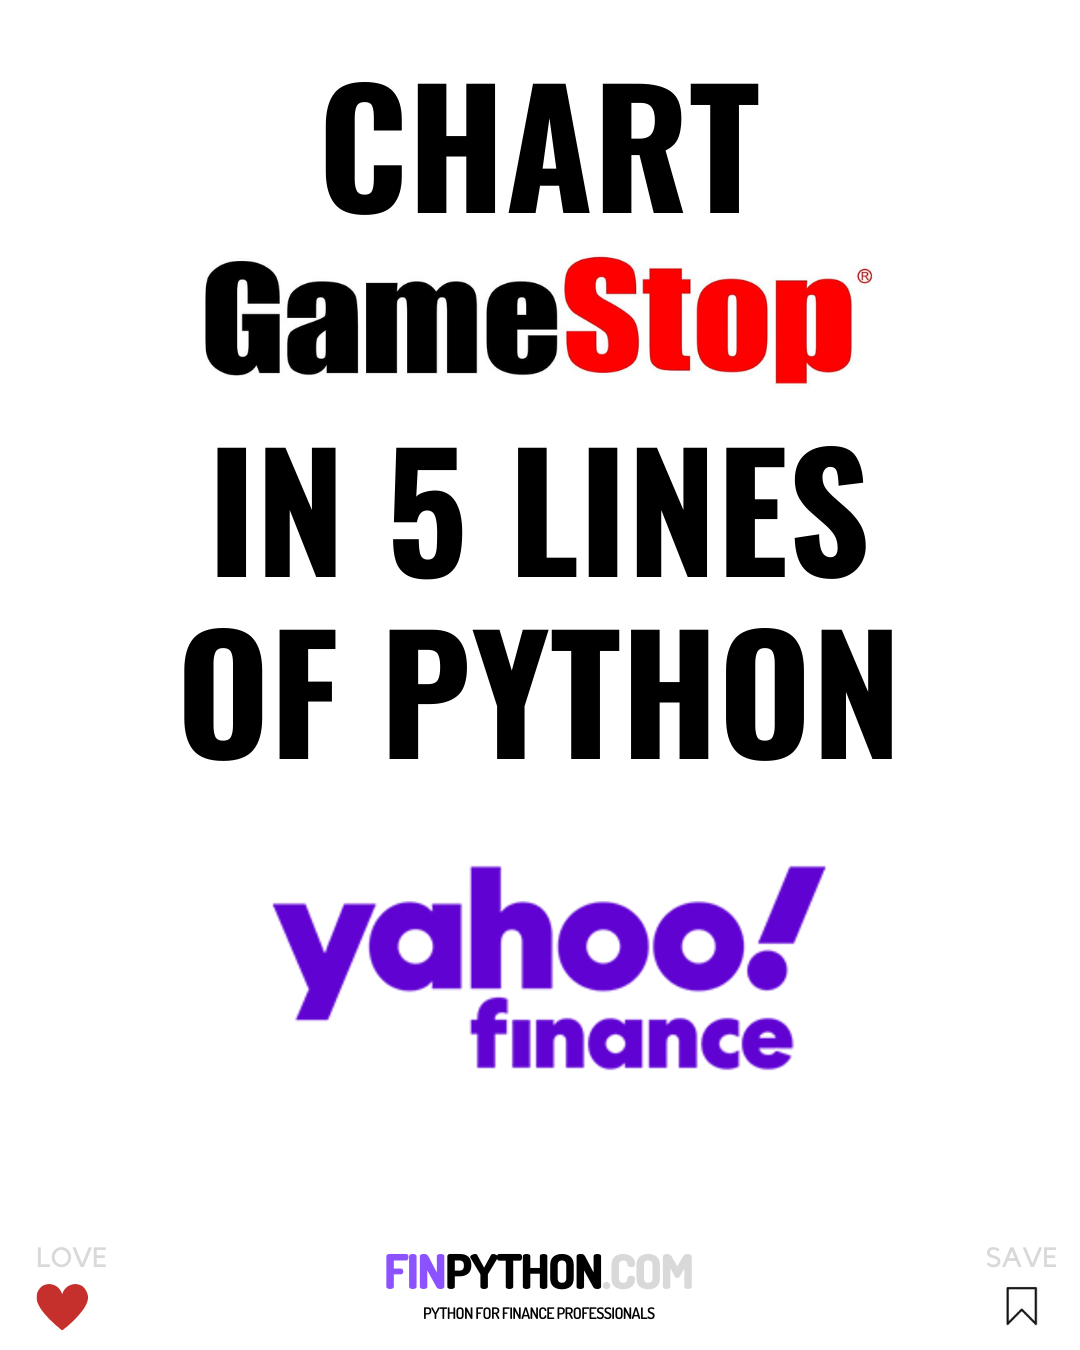 CHART
GameStop®
IN 5 LINES
OF PYTHON
yahoo!
finance
LOVE
SAVE
FINPYTHON.COM
PYTHON FOR FINANCE PROFESSIONALS